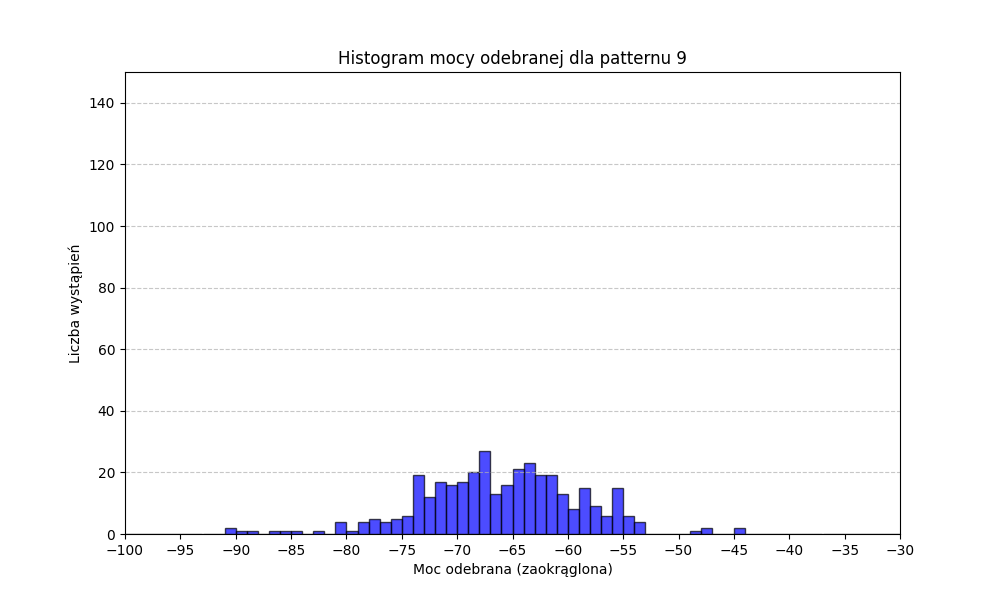 Histogram mocy odebranej dla patternu 9
140
120
100
80
60
40
20
0
Liczba wystąpień
−100 −95 −90 −85 −80 −75 −70 −65 −60 −55 −50 −45 −40 −35 −30
Moc odebrana (zaokrąglona)